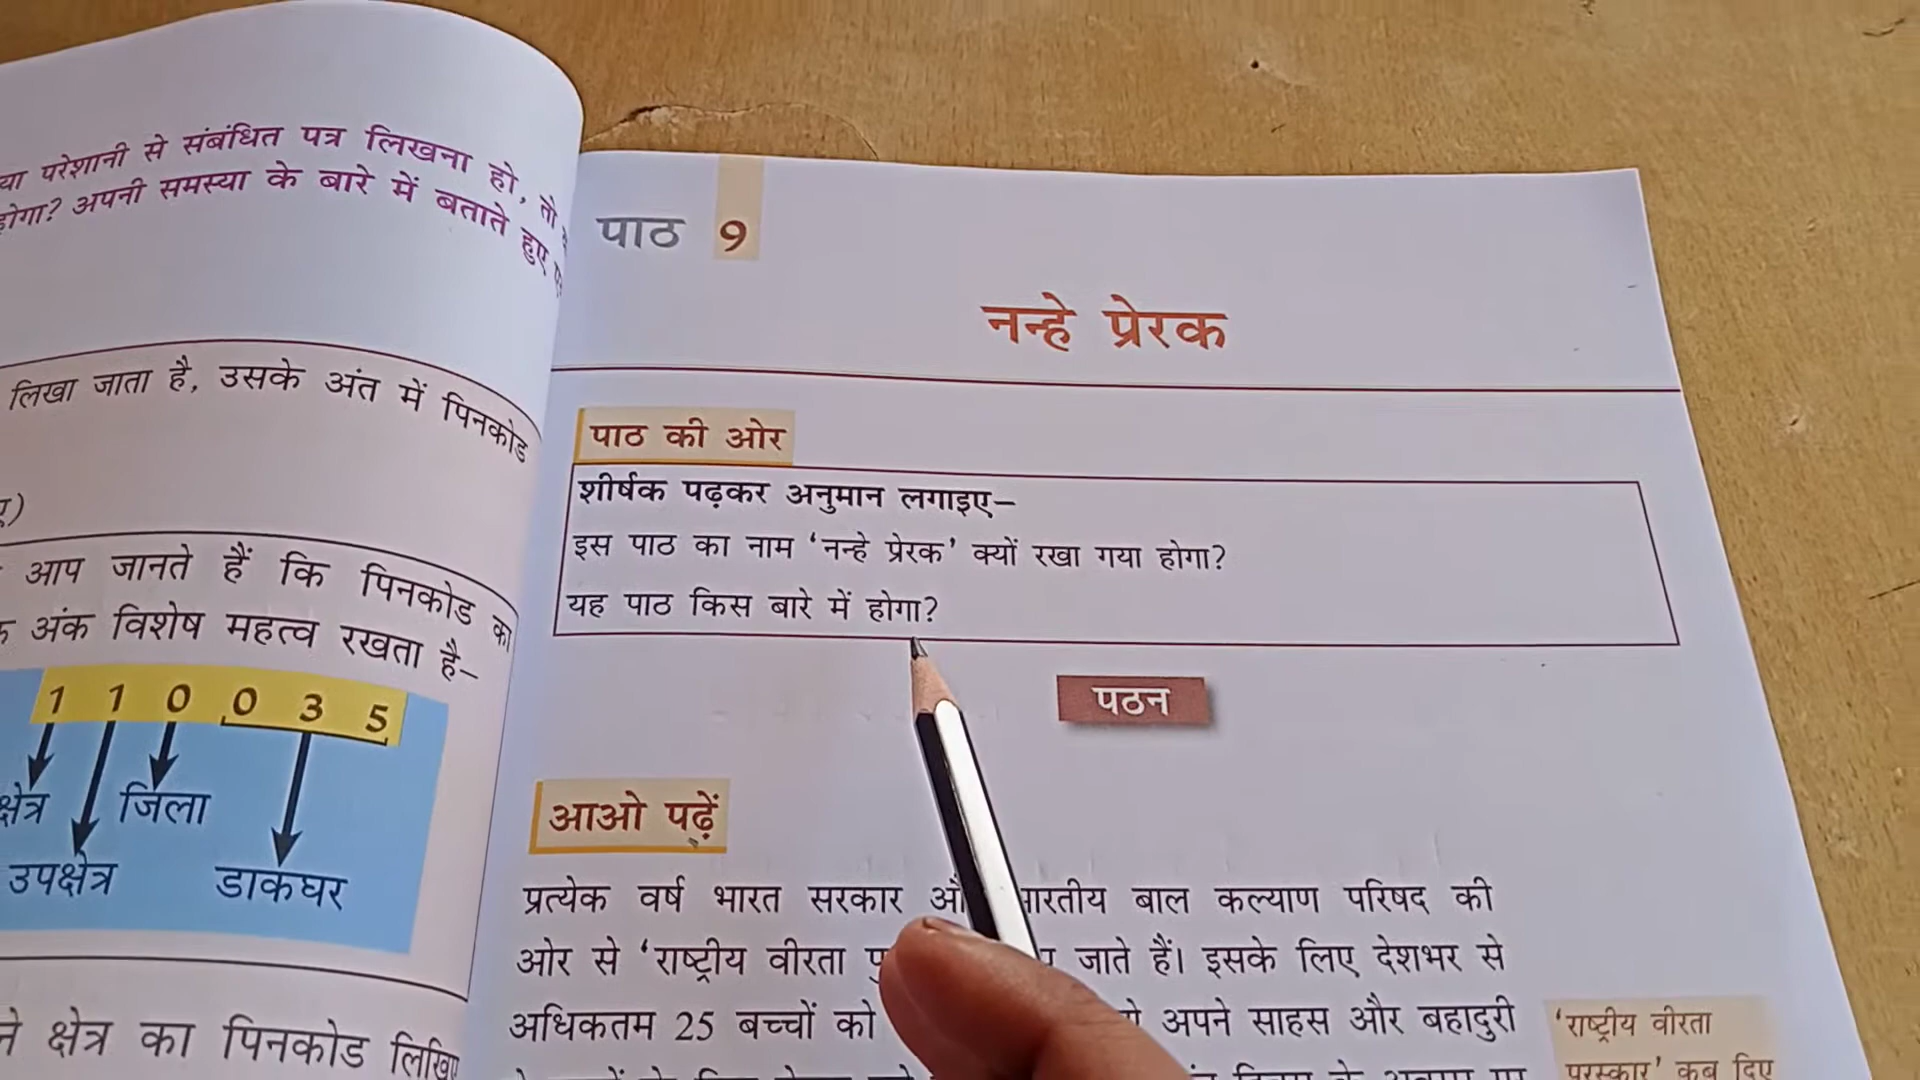 या परेशानी से संबंधित पत्र लिखना हो, तो
होगा? अपनी समस्या के बारे में बताते हुए
लिखा जाता है, उसके अंत में पिनकोड
आप जानते हैं कि पिनकोड का
अंक विशेष महत्व रखता है–
1 1 0 0 3 5
क्षेत्र जिला
उपक्षेत्र डाकघर
क्षेत्र का पिनकोड लिखिए
पाठ 9
नन्हे प्रेरक
पाठ की ओर
शीर्षक पढ़कर अनुमान लगाइए–
इस पाठ का नाम ‘नन्हे प्रेरक’ क्यों रखा गया होगा?
यह पाठ किस बारे में होगा?
पठन
आओ पढ़ें
प्रत्येक वर्ष भारत सरकार भारतीय बाल कल्याण परिषद की
ओर से ‘राष्ट्रीय वीरता जाते हैं। इसके लिए देशभर से
अधिकतम 25 बच्चों को अपने साहस और बहादुरी
‘राष्ट्रीय वीरता
पुरस्कार’ कब दिए